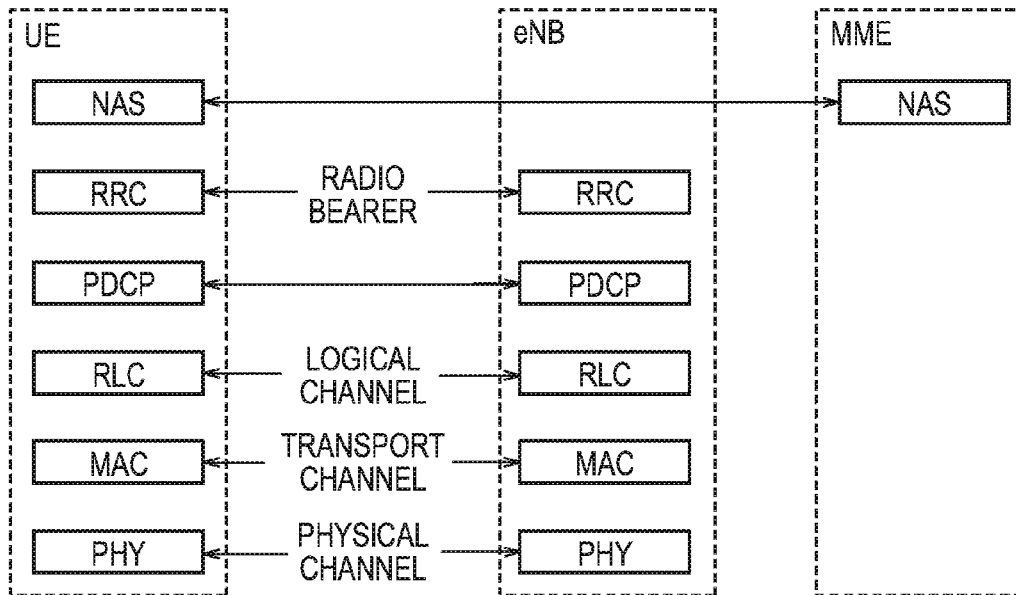 UE
eNB
MME
NAS
NAS
RRC
RADIO
BEARER
RRC
PDCP
PDCP
RLC
LOGICAL
CHANNEL
RLC
MAC
TRANSPORT
CHANNEL
MAC
PHY
PHYSICAL
CHANNEL
PHY